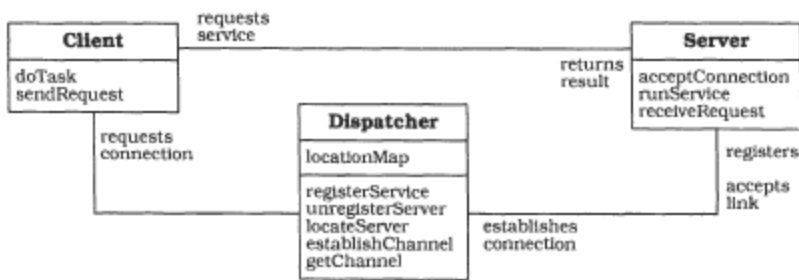 requests
service
Client
doTask
sendRequest
Server
acceptConnection
runService
receiveRequest
returns
result
requests
connection
Dispatcher
locationMap
registerService
unregisterServer
locateServer
establishChannel
getChannel
registers
accepts
link
establishes
connection